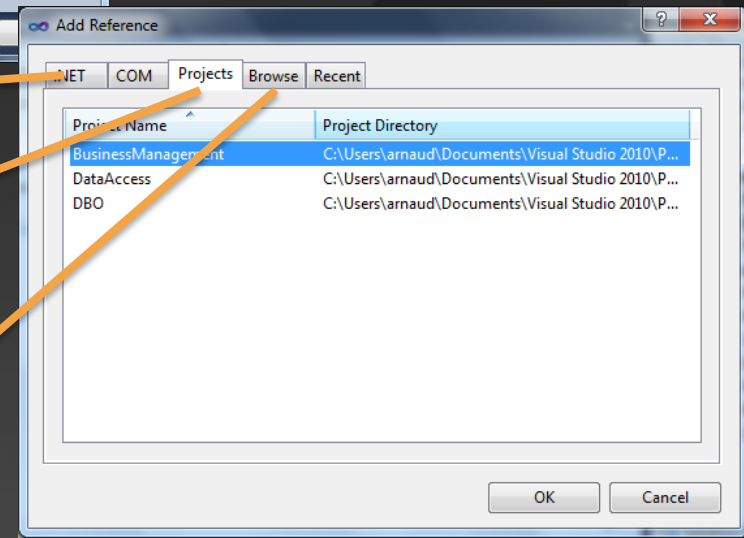 Add Reference
.NET COM Projects Browse Recent
Project Name Project Directory
BusinessManagement C:\Users\arnaud\Documents\Visual Studio 2010\P...
DataAccess C:\Users\arnaud\Documents\Visual Studio 2010\P...
DBO C:\Users\arnaud\Documents\Visual Studio 2010\P...
OK Cancel